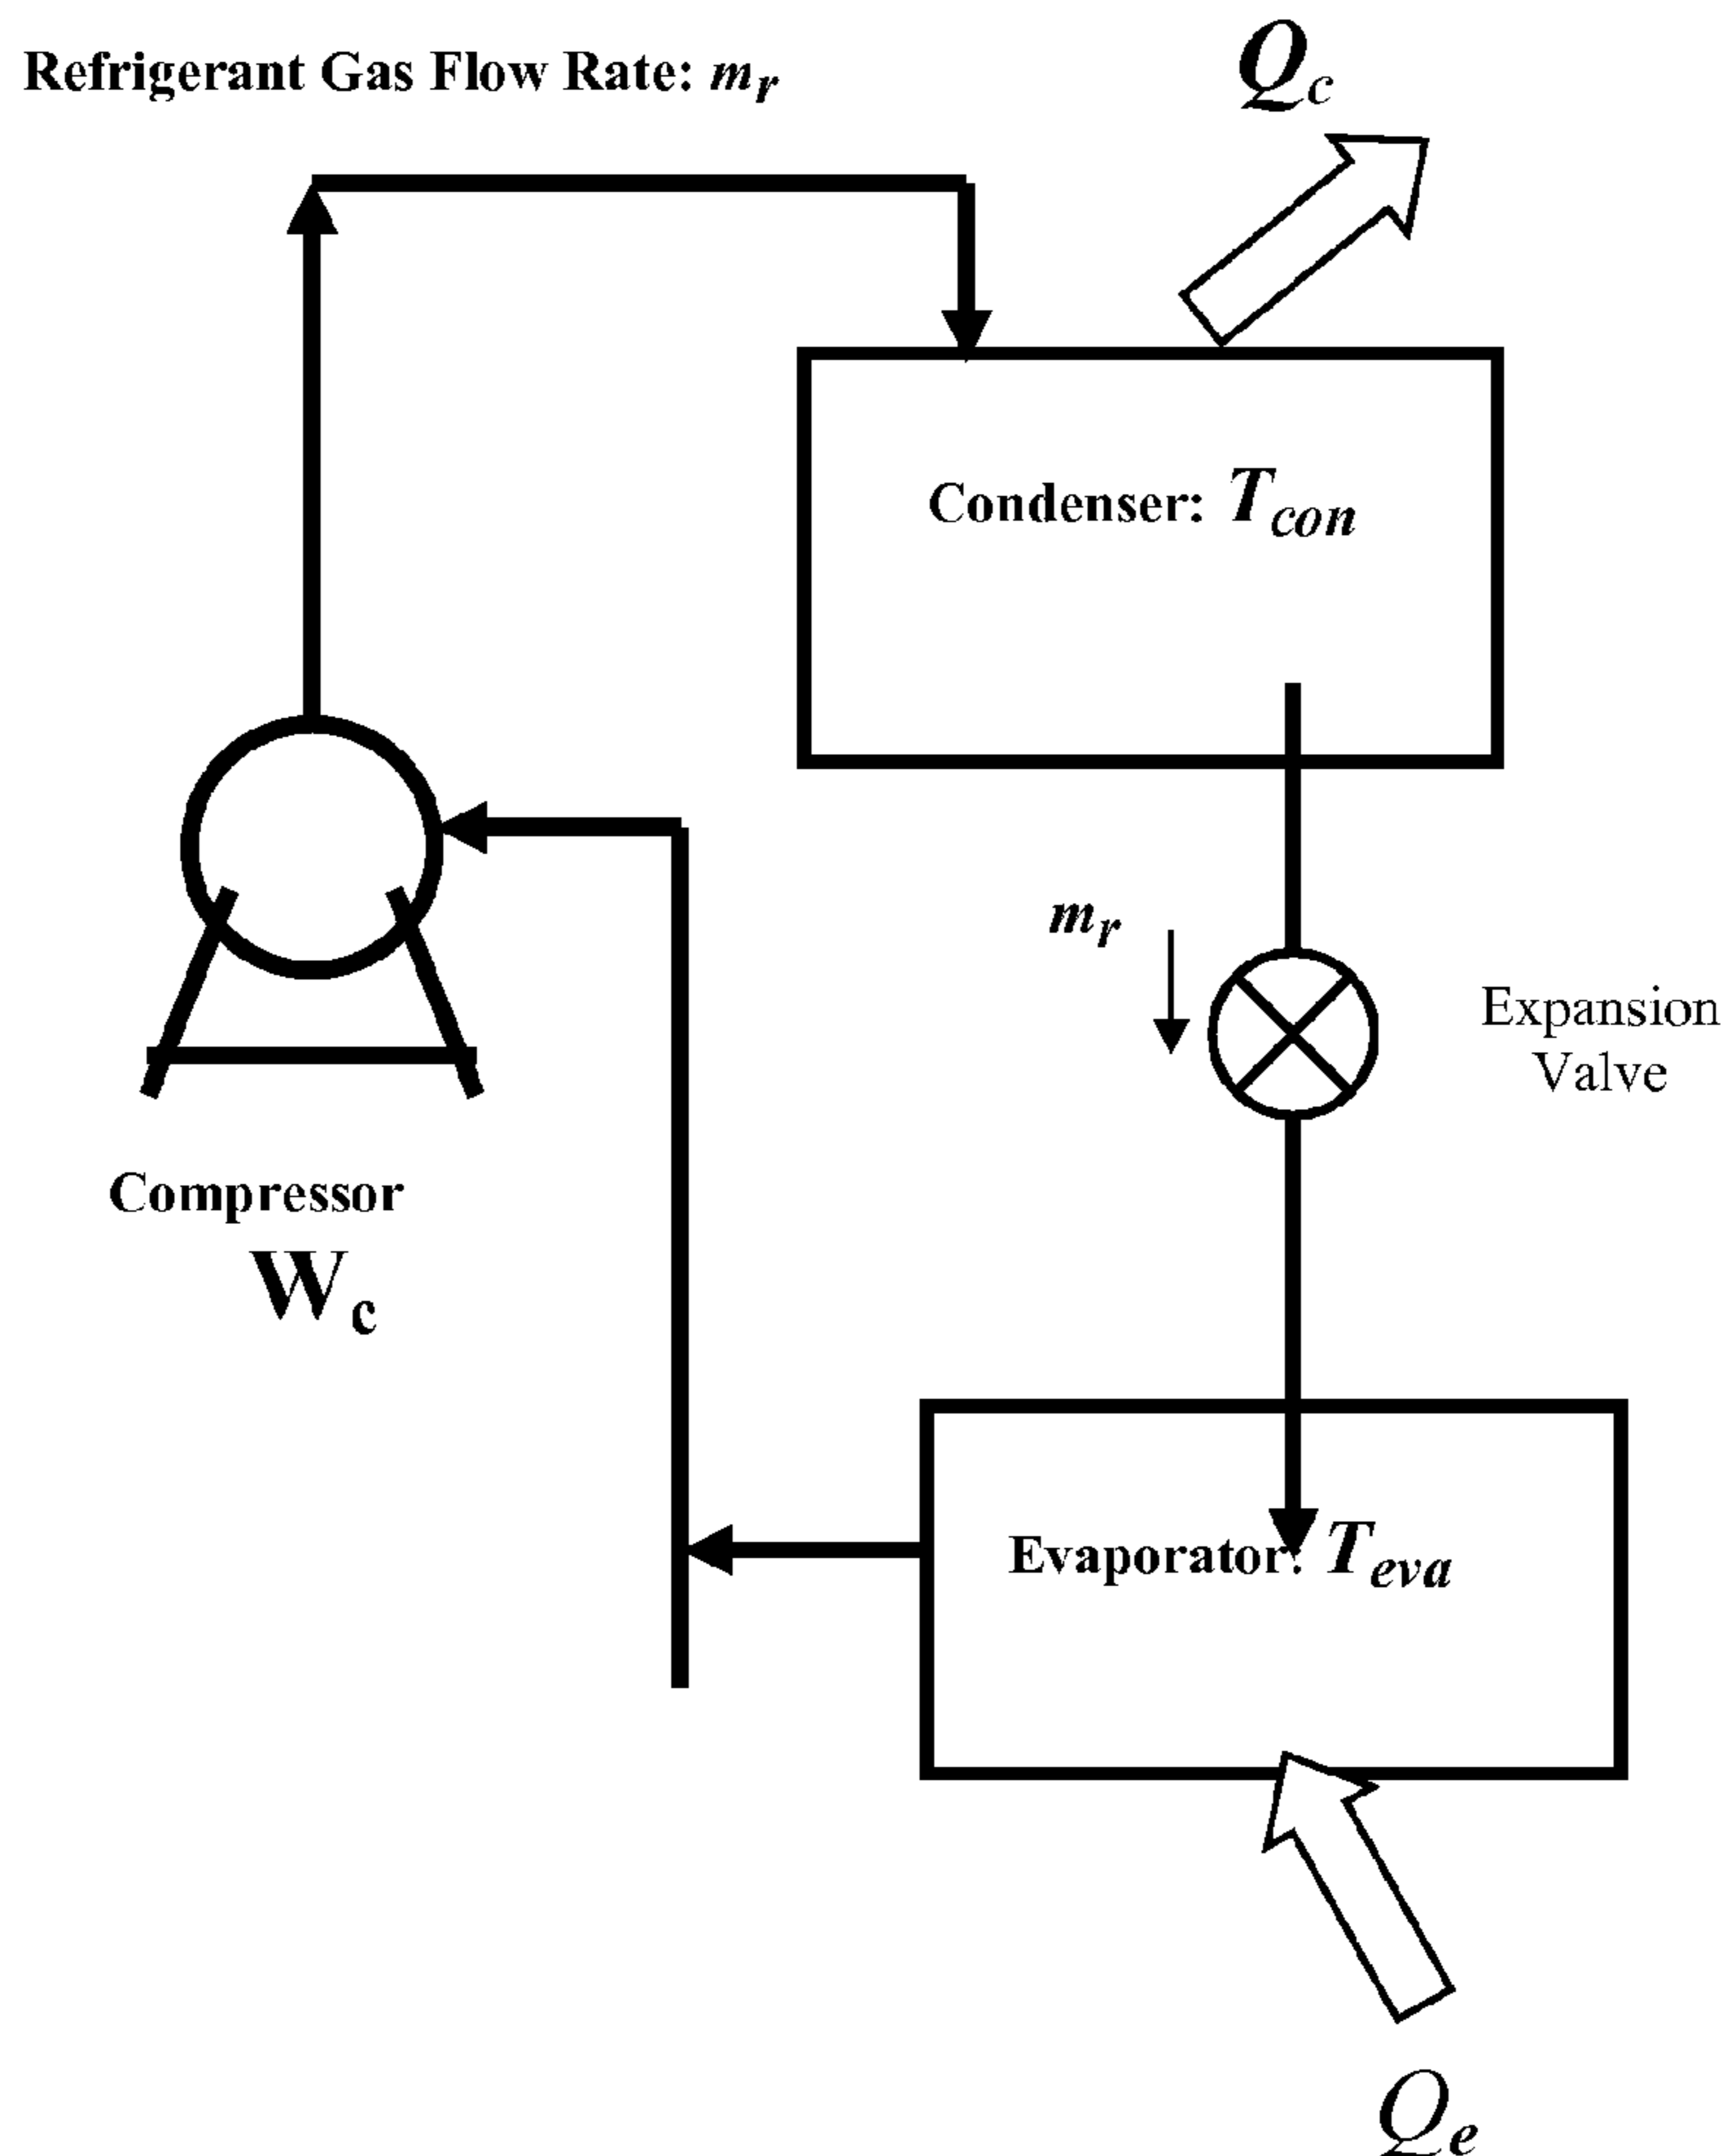 Refrigerant Gas Flow Rate: mr
Qc
Condenser: Tcon
mr
Expansion
Valve
Compressor
Wc
Evaporator: Teva
Qe